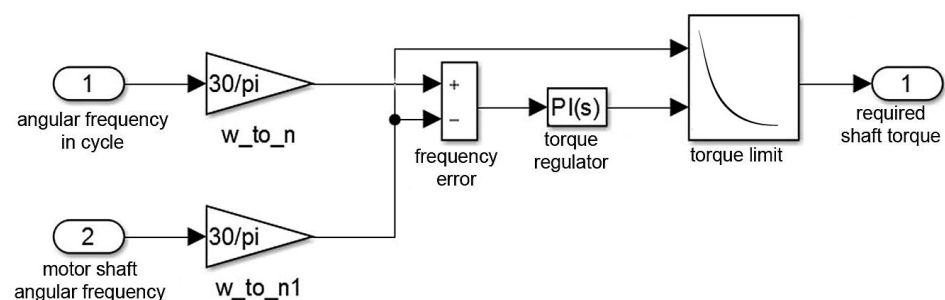 1
30/pi
angular frequency
in cycle
w_to_n
+
−
frequency
error
PI(s)
torque
regulator
torque limit
1
required
shaft torque
2
30/pi
motor shaft
angular frequency
w_to_n1